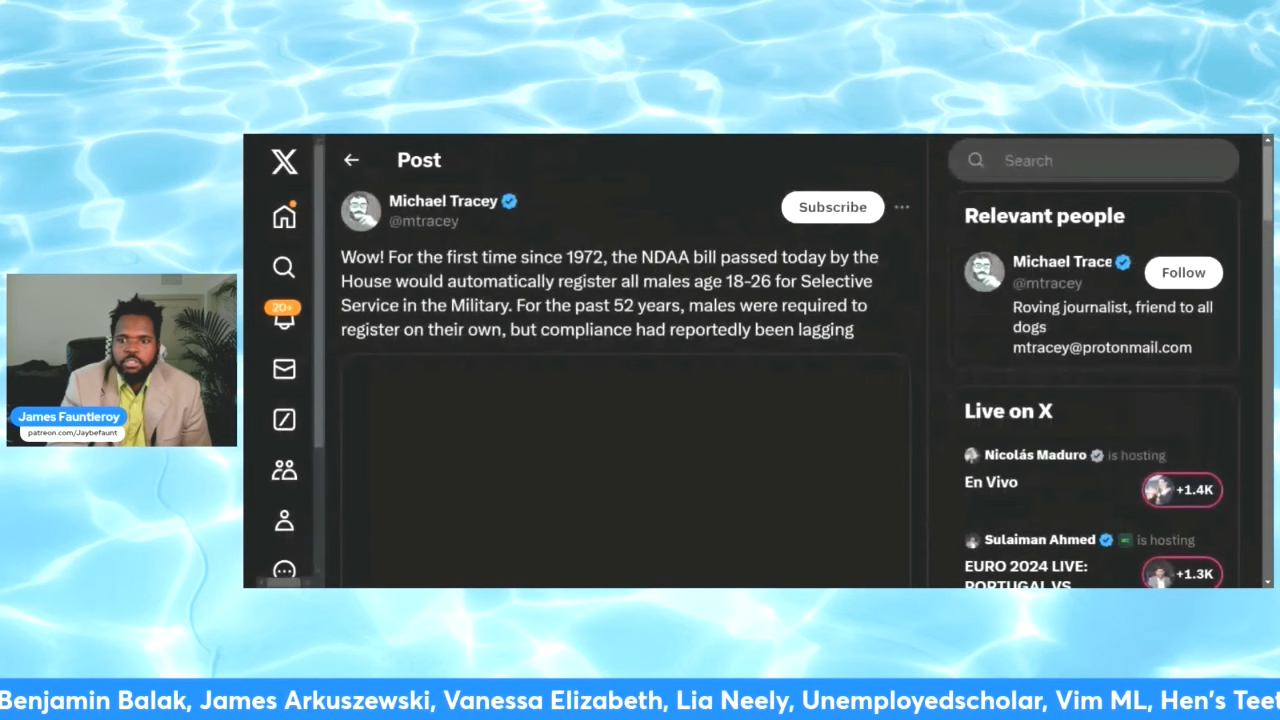 Post
Search
Michael Tracey
@mtracey
Subscribe
Wow! For the first time since 1972, the NDAA bill passed today by the
House would automatically register all males age 18-26 for Selective
Service in the Military. For the past 52 years, males were required to
register on their own, but compliance had reportedly been lagging
20+
Relevant people
Michael Trace
@mtracey
Follow
Roving journalist, friend to all
dogs
mtracey@protonmail.com
Live on X
Nicolás Maduro is hosting
En Vivo
+1.4K
Sulaiman Ahmed is hosting
EURO 2024 LIVE:
PORTUGAL VS
+1.3K
James Fauntleroy
patreon.com/Jaybefaunt
Benjamin Balak, James Arkuszewski, Vanessa Elizabeth, Lia Neely, Unemployedscholar, Vim ML, Hen's Teet